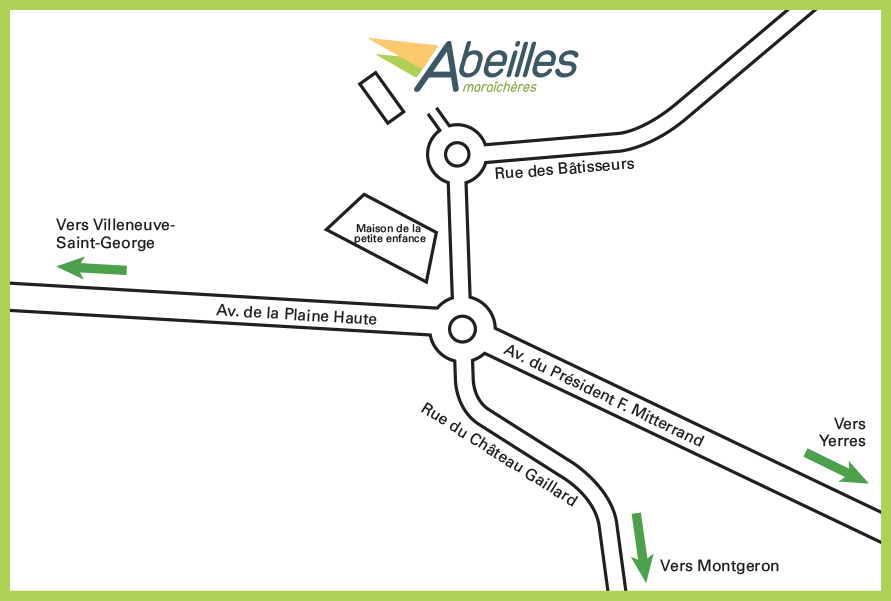 Abeilles
maraîchères
Rue des Bâtisseurs
Vers Villeneuve-
Saint-George
Maison de la
petite enfance
Av. de la Plaine Haute
Av. du Président F. Mitterrand
Rue du Château Gaillard
Vers
Yerres
Vers Montgeron